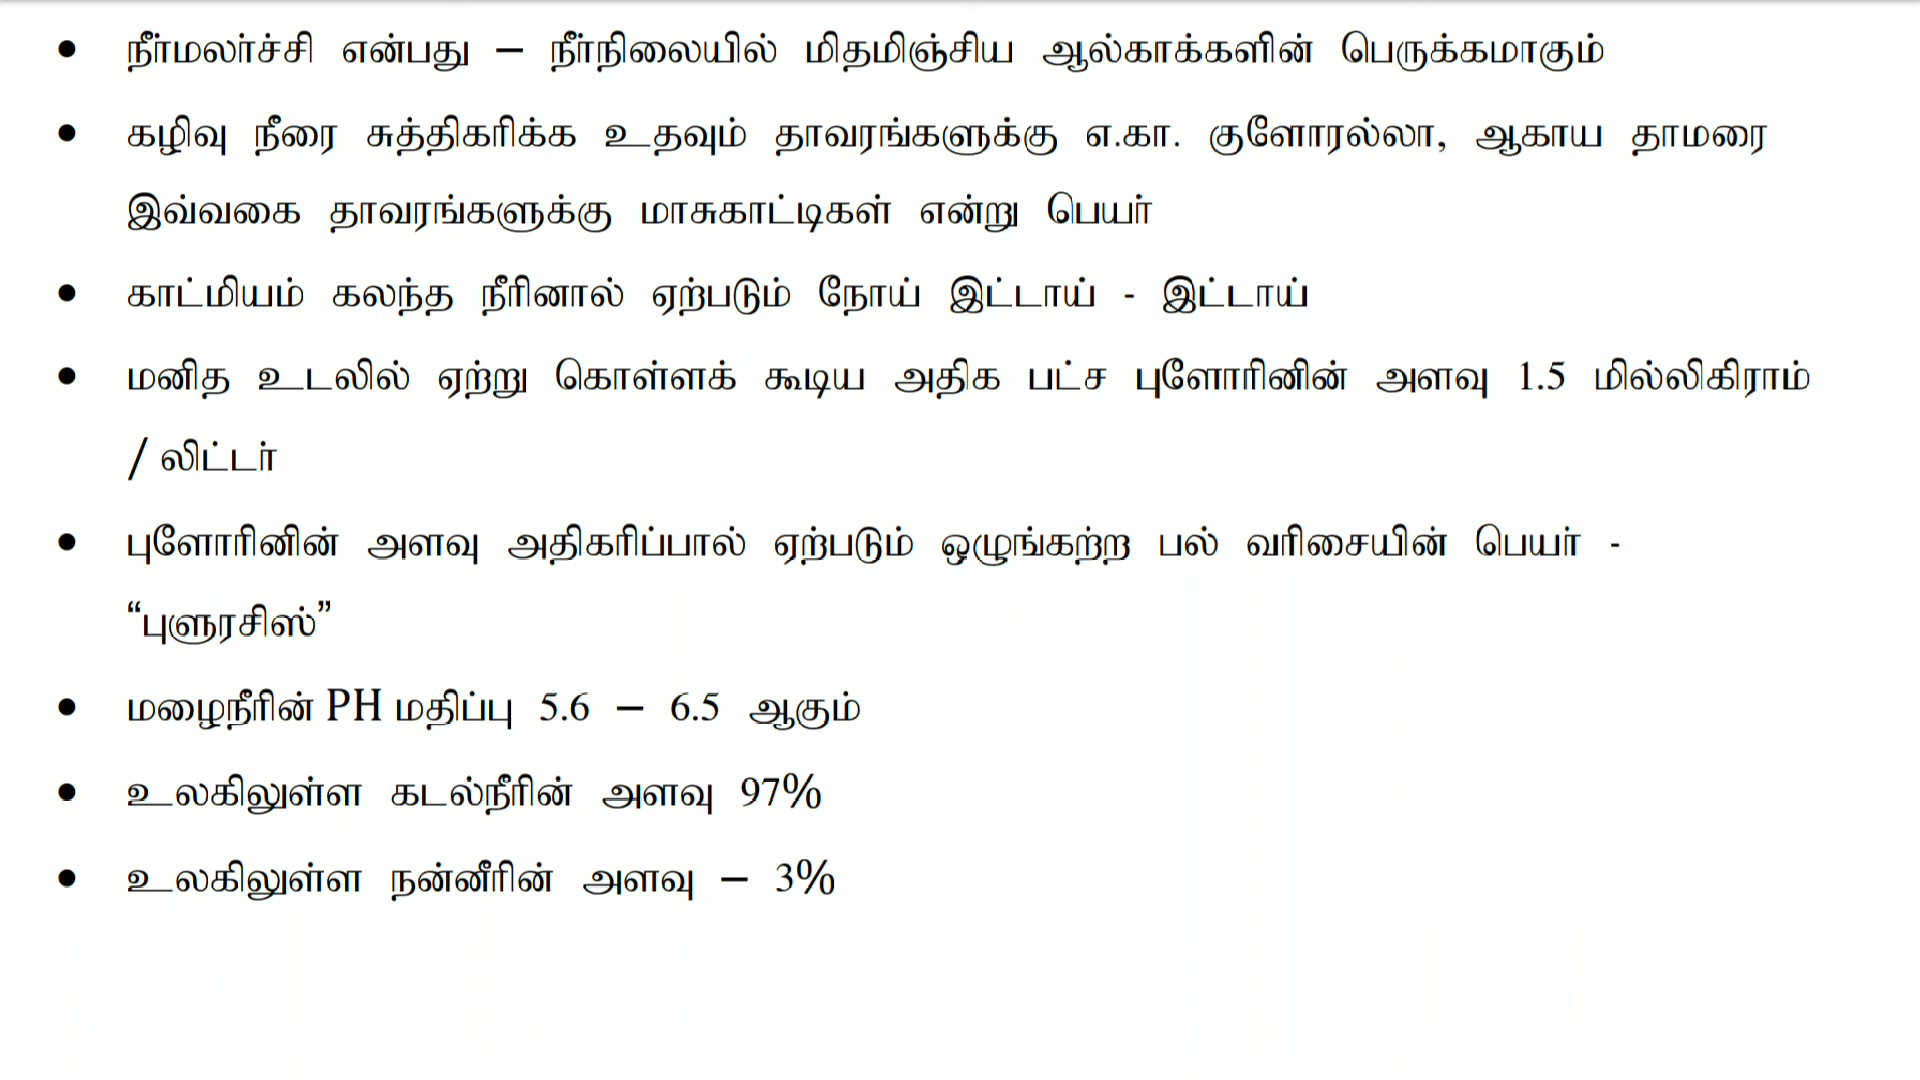 • நீர்மலர்ச்சி என்பது – நீர்நிலையில் மிதமிஞ்சிய ஆல்காக்களின் பெருக்கமாகும்
• கழிவு நீரை சுத்திகரிக்க உதவும் தாவரங்களுக்கு எ.கா. குளோரல்லா, ஆகாய தாமரை
இவ்வகை தாவரங்களுக்கு மாசுகாட்டிகள் என்று பெயர்
• காட்மியம் கலந்த நீரினால் ஏற்படும் நோய் இட்டாய் - இட்டாய்
• மனித உடலில் ஏற்று கொள்ளக் கூடிய அதிக பட்ச புளோரினின் அளவு 1.5 மில்லிகிராம்
/ லிட்டர்
• புளோரினின் அளவு அதிகரிப்பால் ஏற்படும் ஒழுங்கற்ற பல் வரிசையின் பெயர் -
“புளுரசிஸ்”
• மழைநீரின் PH மதிப்பு 5.6 – 6.5 ஆகும்
• உலகிலுள்ள கடல்நீரின் அளவு 97%
• உலகிலுள்ள நன்னீரின் அளவு – 3%